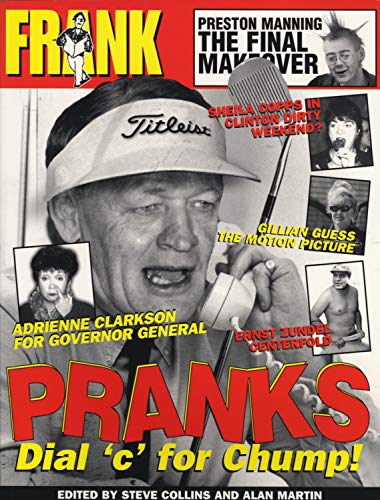 FRANK
PRESTON MANNING
THE FINAL
MAKEOVER
SHEILA COPPS IN
CLINTON DIRTY
WEEKEND?
Titleist
GILLIAN GUESS
THE MOTION PICTURE
ADRIENNE CLARKSON
FOR GOVERNOR GENERAL
ERNST ZUNDEL
CENTERFOLD
PRANKS
Dial 'c' for Chump!
EDITED BY STEVE COLLINS AND ALAN MARTIN